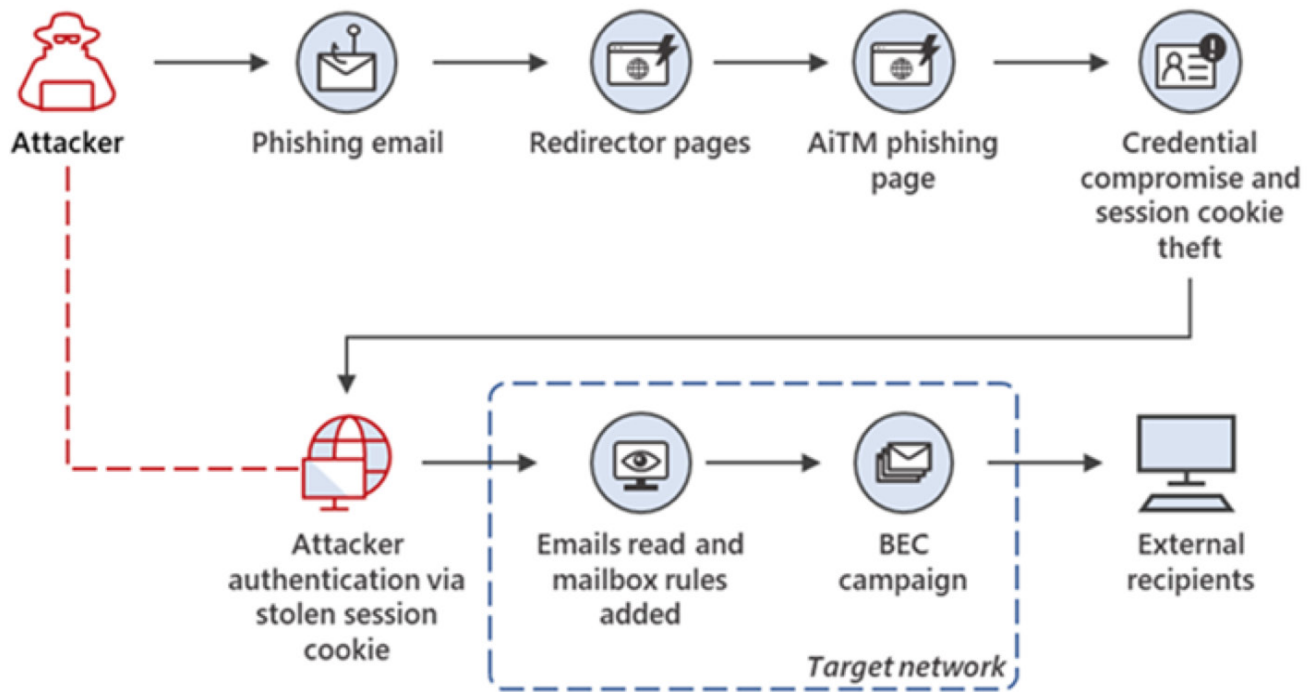 Attacker
Phishing email
Redirector pages
AiTM phishing
page
Credential
compromise and
session cookie
theft
Attacker
authentication via
stolen session
cookie
Emails read and
mailbox rules
added
BEC
campaign
External
recipients
Target network